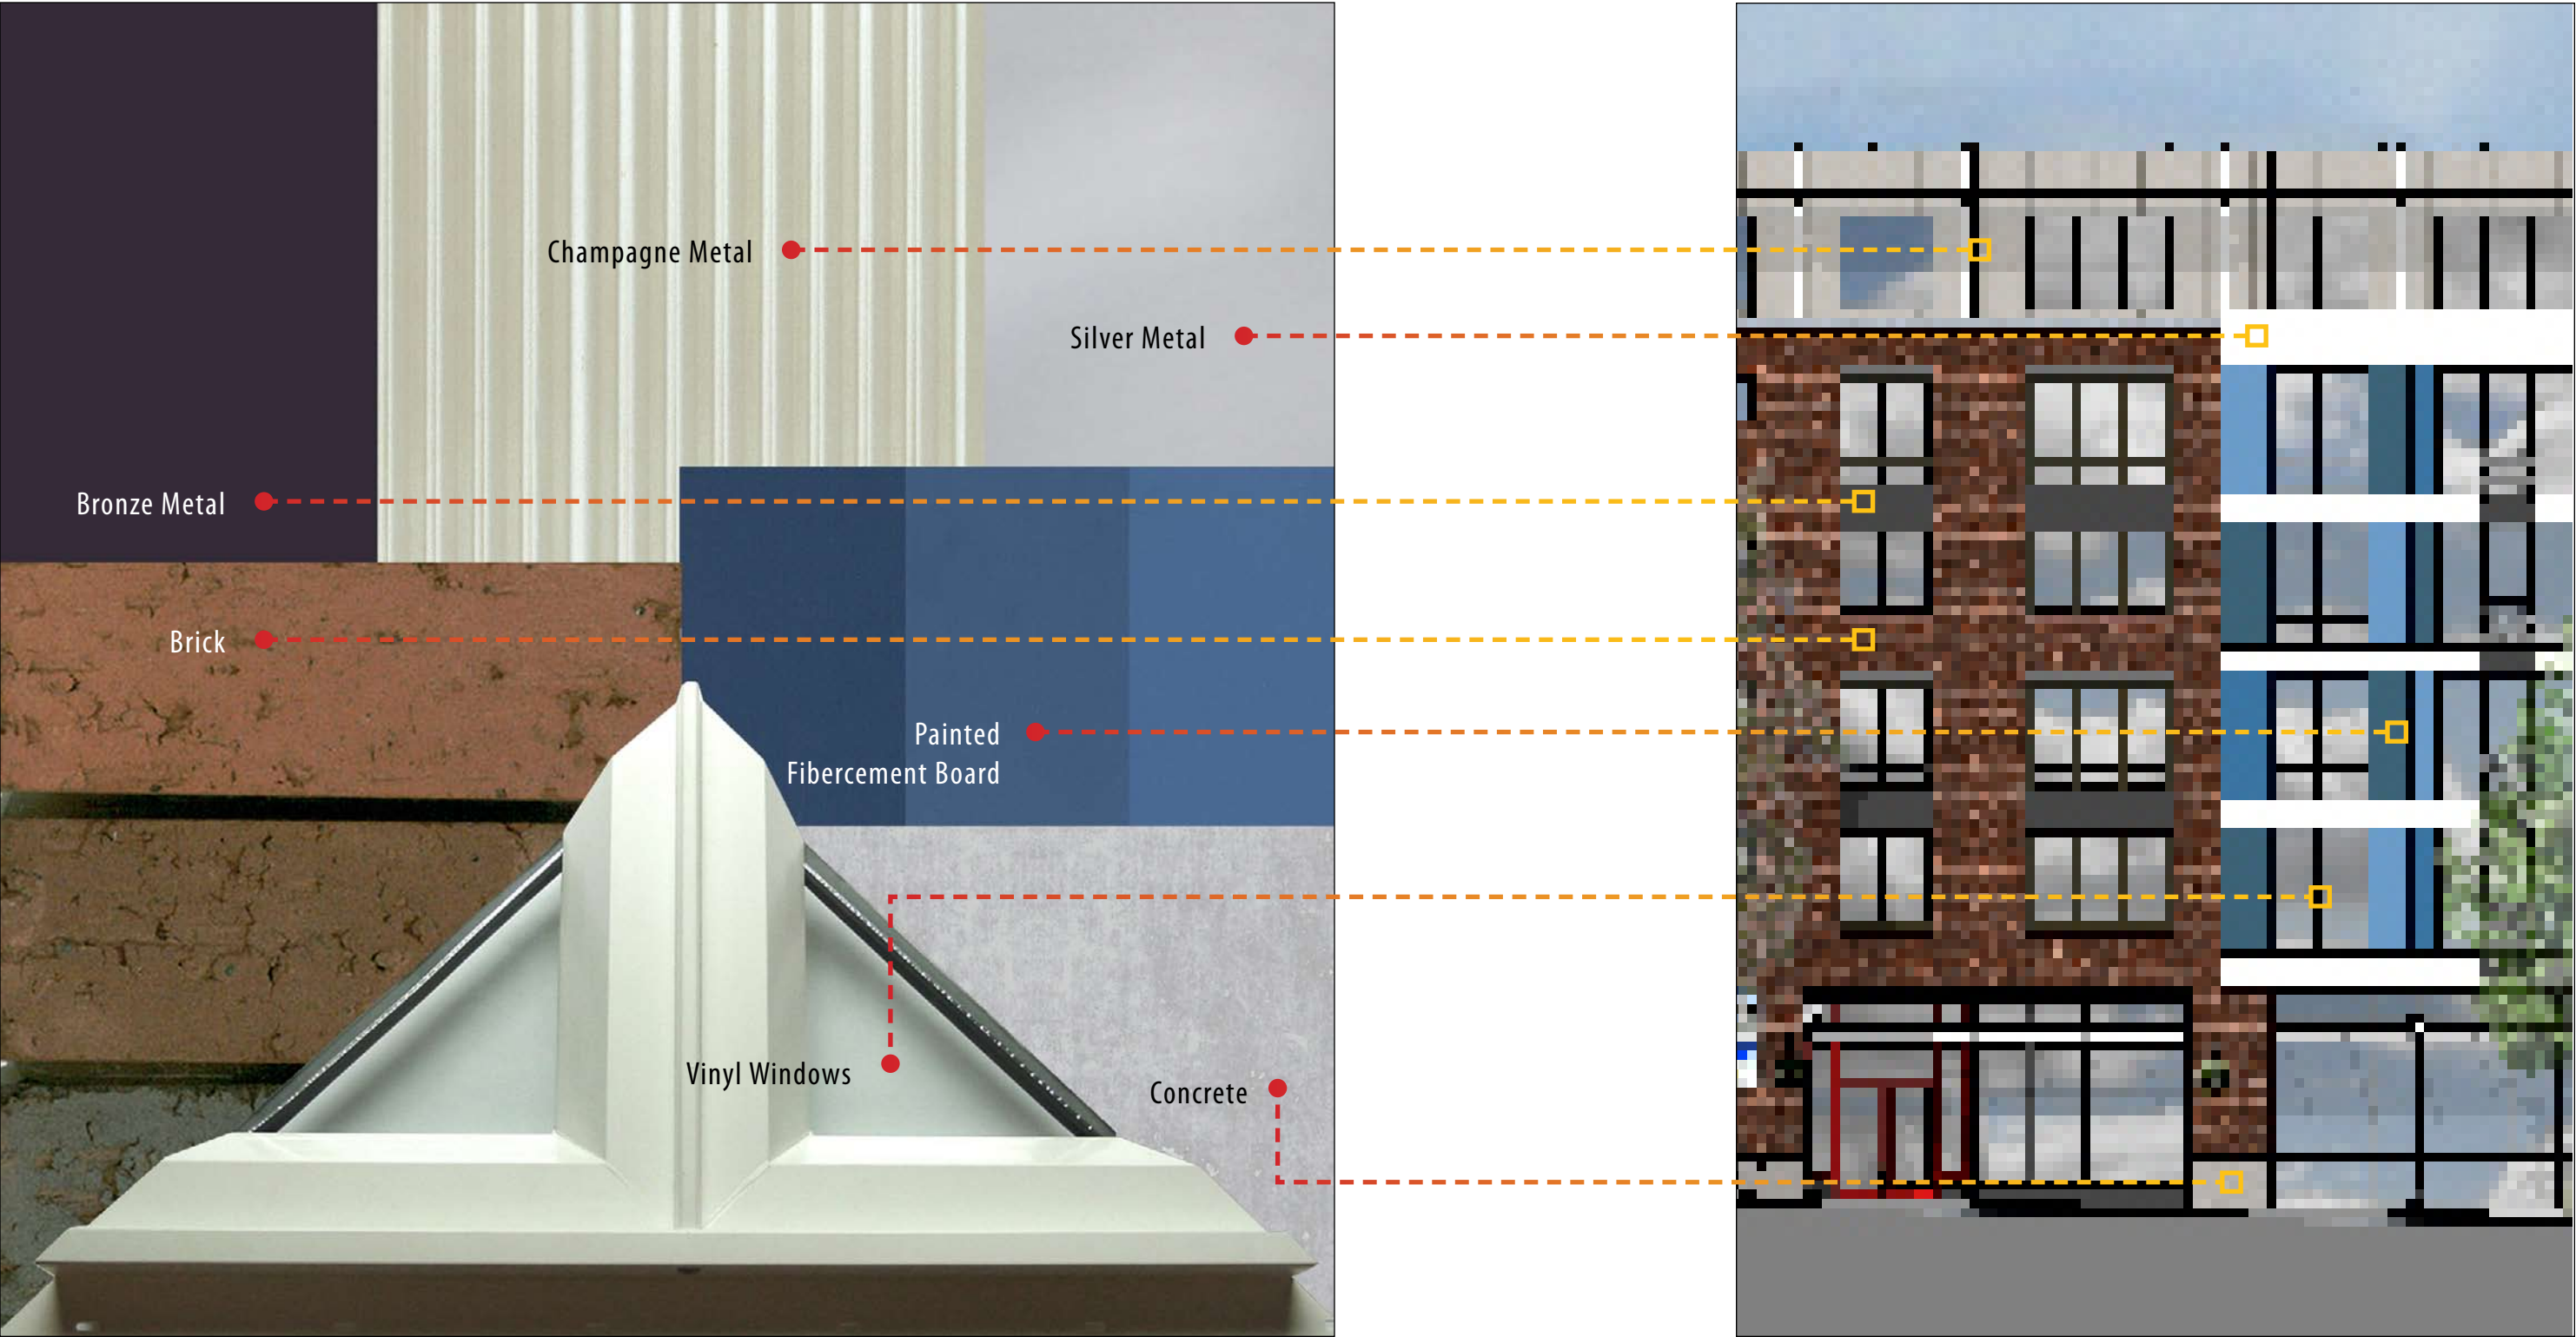 Champagne Metal
Silver Metal
Bronze Metal
Brick
Painted
Fibercement Board
Vinyl Windows
Concrete